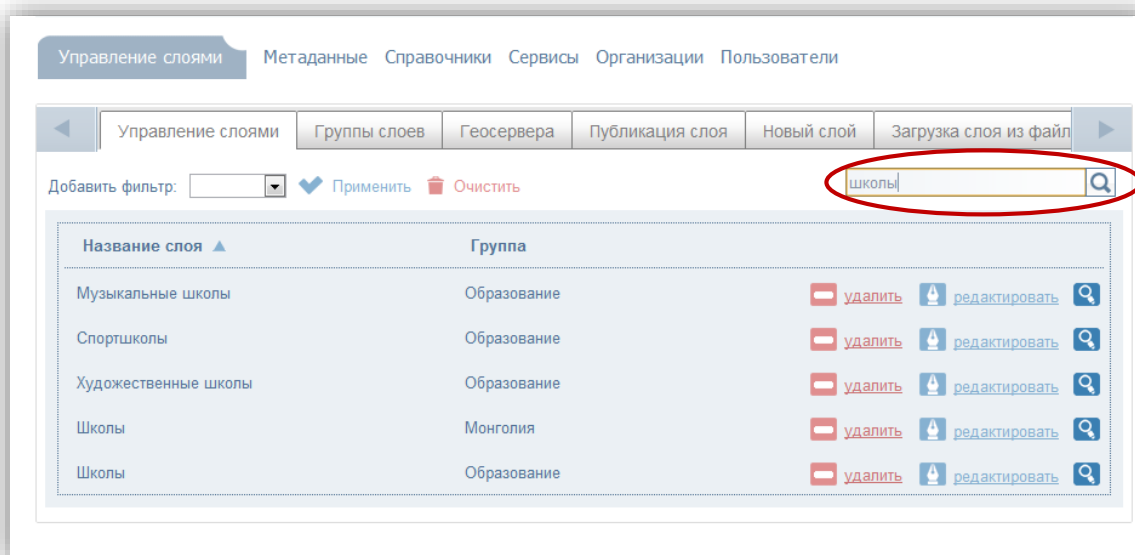 Управление слоями Метаданные Справочники Сервисы Организации Пользователи
Управление слоями Группы слоев Геосервера Публикация слоя Новый слой Загрузка слоя из файл
Добавить фильтр: Применить Очистить школы
Название слоя Группа
Музыкальные школы Образование удалить редактировать
Спортшколы Образование удалить редактировать
Художественные школы Образование удалить редактировать
Школы Монголия удалить редактировать
Школы Образование удалить редактировать